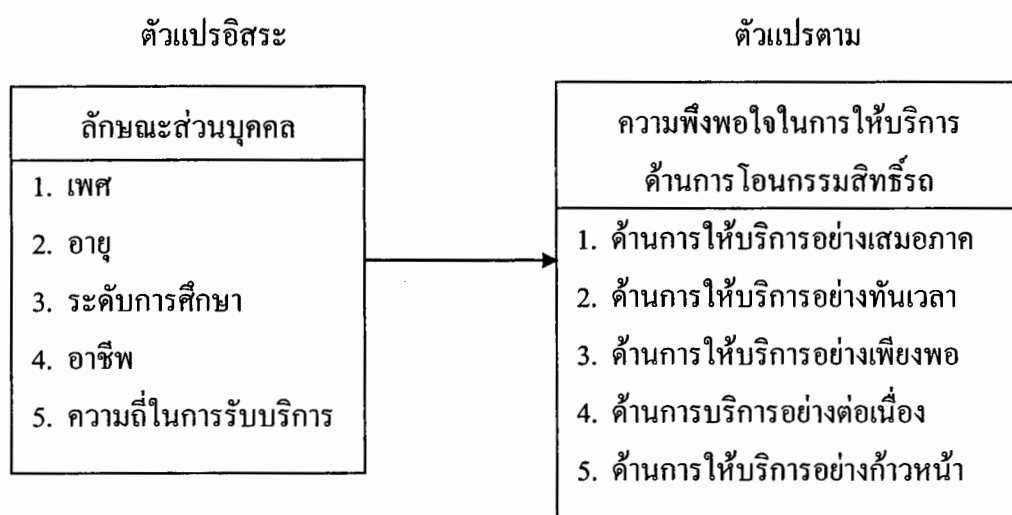 ตัวแปรอิสระ
ตัวแปรตาม
ลักษณะส่วนบุคคล
1. เพศ
2. อายุ
3. ระดับการศึกษา
4. อาชีพ
5. ความถี่ในการรับบริการ
ความพึงพอใจในการให้บริการ
ด้านการโอนกรรมสิทธิ์รถ
1. ด้านการให้บริการอย่างเสมอภาค
2. ด้านการให้บริการอย่างทันเวลา
3. ด้านการให้บริการอย่างเพียงพอ
4. ด้านการบริการอย่างต่อเนื่อง
5. ด้านการให้บริการอย่างก้าวหน้า